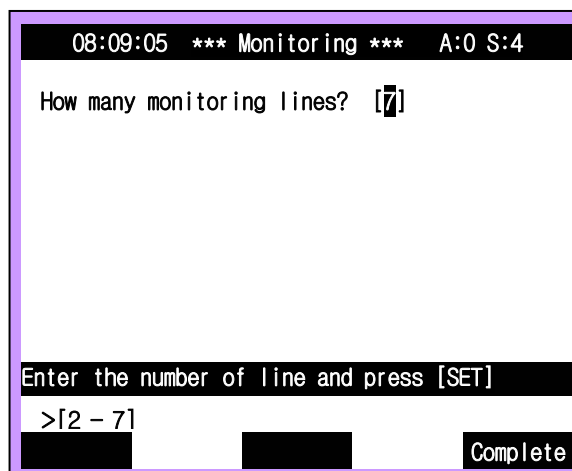 08:09:05 *** Monitoring *** A:0 S:4
How many monitoring lines? [7]
Enter the number of line and press [SET]
>[2 – 7]
Complete